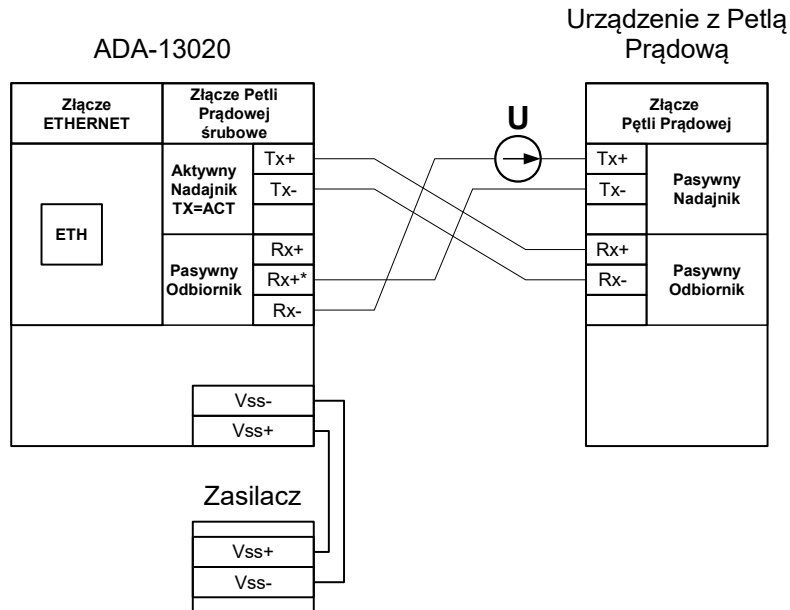 ADA-13020
Urządzenie z Petlą
Prądową
Złącze
ETHERNET
Złącze Petli
Prądowej
śrubowe
ETH
Aktywny
Nadajnik
TX=ACT
Tx+
Tx-
Pasywny
Odbiornik
Rx+
Rx+*
Rx-
U
Złącze
Pętli Prądowej
Tx+
Tx-
Pasywny
Nadajnik
Rx+
Rx-
Pasywny
Odbiornik
Vss-
Vss+
Zasilacz
Vss+
Vss-